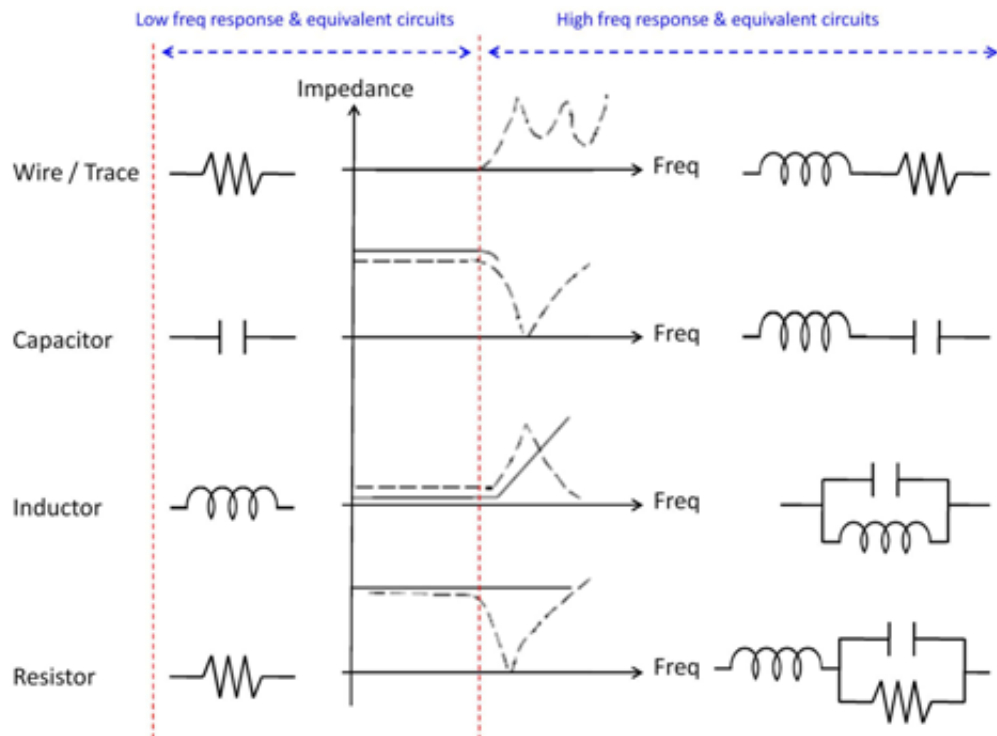 Low freq response & equivalent circuits
High freq response & equivalent circuits
Impedance
Wire / Trace
Freq
Capacitor
Freq
Inductor
Freq
Resistor
Freq